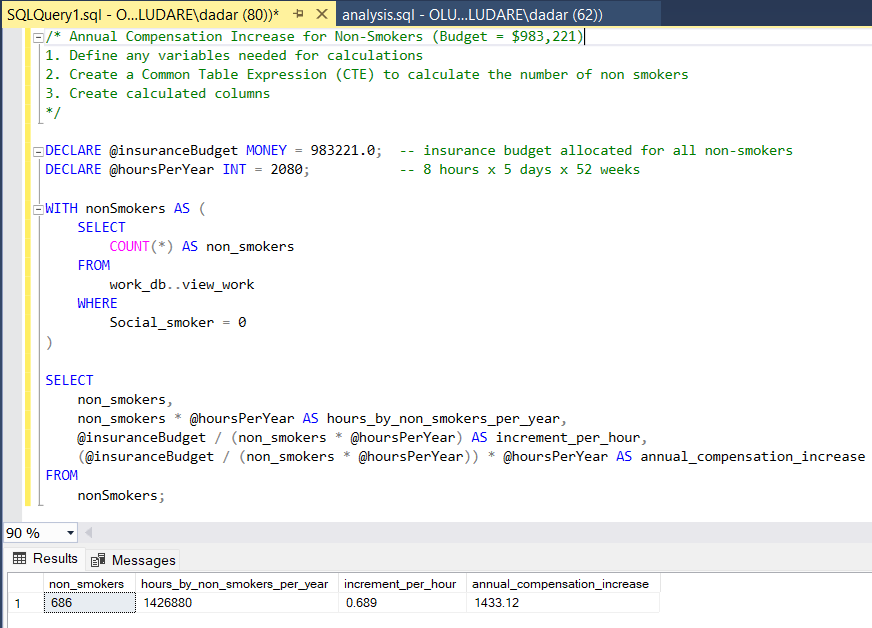 SQLQuery1.sql - O...LUDARE\dadar (80))* analysis.sql - OLU...LUDARE\dadar (62))
/* Annual Compensation Increase for Non-Smokers (Budget = $983,221)
1. Define any variables needed for calculations
2. Create a Common Table Expression (CTE) to calculate the number of non smokers
3. Create calculated columns
*/
DECLARE @insuranceBudget MONEY = 983221.0;  -- insurance budget allocated for all non-smokers
DECLARE @hoursPerYear INT = 2080;           -- 8 hours x 5 days x 52 weeks
WITH nonSmokers AS (
    SELECT
        COUNT(*) AS non_smokers
    FROM
        work_db..view_work
    WHERE
        Social_smoker = 0
)
SELECT
    non_smokers,
    non_smokers * @hoursPerYear AS hours_by_non_smokers_per_year,
    @insuranceBudget / (non_smokers * @hoursPerYear) AS increment_per_hour,
    (@insuranceBudget / (non_smokers * @hoursPerYear)) * @hoursPerYear AS annual_compensation_increase
FROM
    nonSmokers;
90 %
Results Messages
non_smokers hours_by_non_smokers_per_year increment_per_hour annual_compensation_increase
1 686 1426880 0.689 1433.12